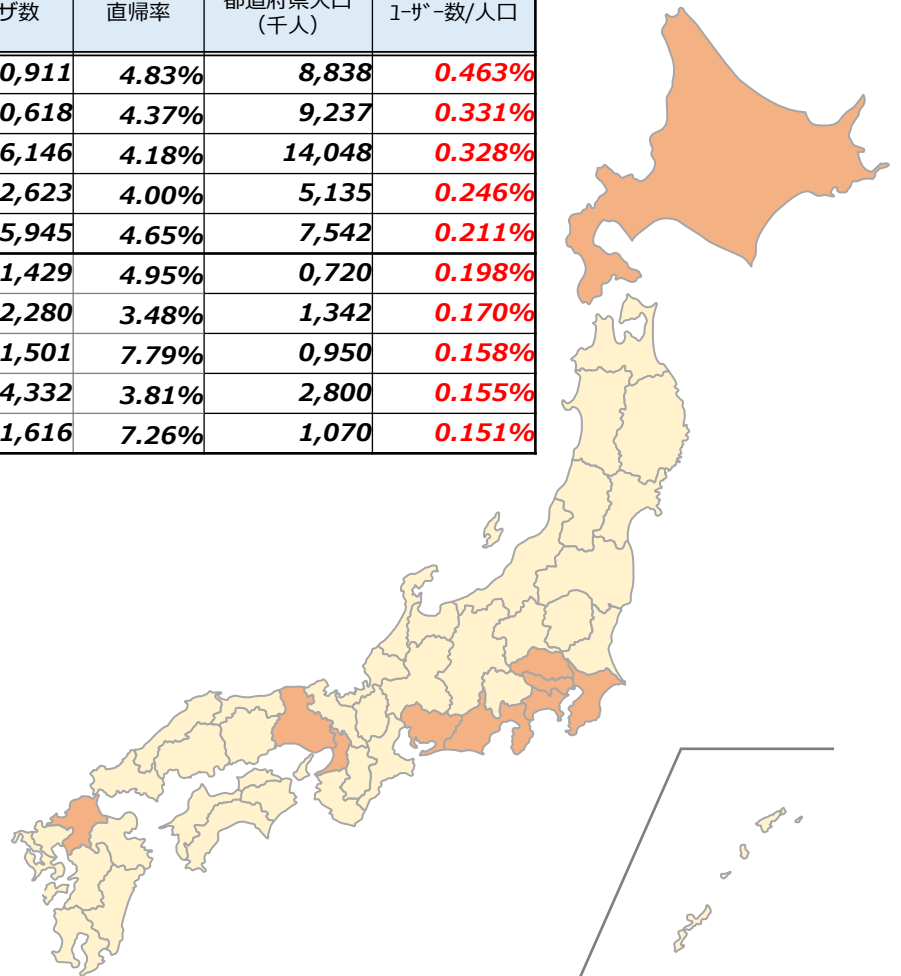 ザ数 直帰率 都道府県人口 ﾕｰｻﾞｰ数/人口
（千人）
0,911 4.83% 8,838 0.463%
0,618 4.37% 9,237 0.331%
6,146 4.18% 14,048 0.328%
2,623 4.00% 5,135 0.246%
5,945 4.65% 7,542 0.211%
1,429 4.95% 0,720 0.198%
2,280 3.48% 1,342 0.170%
1,501 7.79% 0,950 0.158%
4,332 3.81% 2,800 0.155%
1,616 7.26% 1,070 0.151%